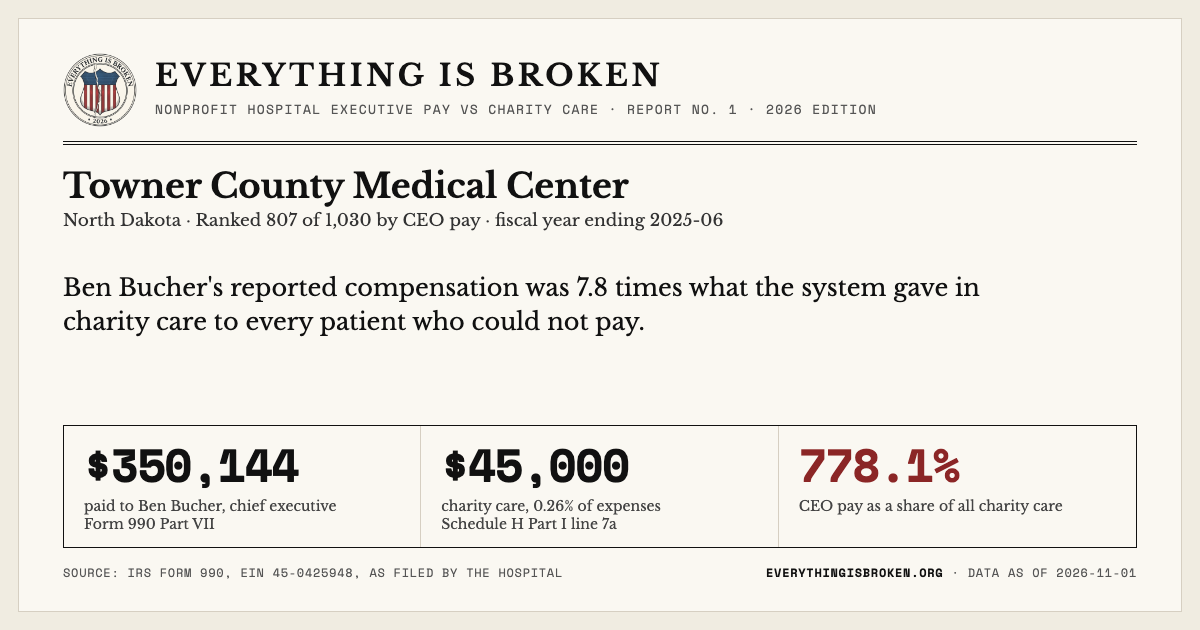 EVERYTHING IS BROKEN
2026
EVERYTHING IS BROKEN
NONPROFIT HOSPITAL EXECUTIVE PAY VS CHARITY CARE · REPORT NO. 1 · 2026 EDITION
Towner County Medical Center
North Dakota · Ranked 807 of 1,030 by CEO pay · fiscal year ending 2025-06
Ben Bucher's reported compensation was 7.8 times what the system gave in
charity care to every patient who could not pay.
$350,144
paid to Ben Bucher, chief executive
Form 990 Part VII
$45,000
charity care, 0.26% of expenses
Schedule H Part I line 7a
778.1%
CEO pay as a share of all charity care
SOURCE: IRS FORM 990, EIN 45-0425948, AS FILED BY THE HOSPITAL
EVERYTHINGISBROKEN.ORG · DATA AS OF 2026-11-01